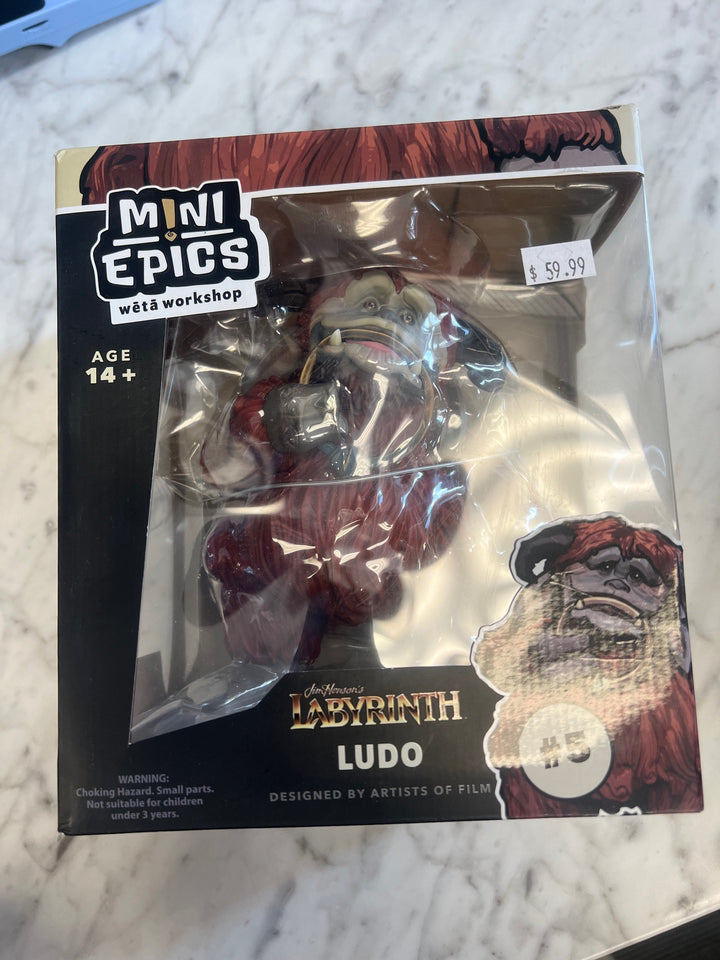 M!NI
EPICS
wētā workshop
$ 59.99
AGE
14+
Jim Henson's
LABYRINTH
LUDO
#5
DESIGNED BY ARTISTS OF FILM
WARNING:
Choking Hazard. Small parts.
Not suitable for children
under 3 years.